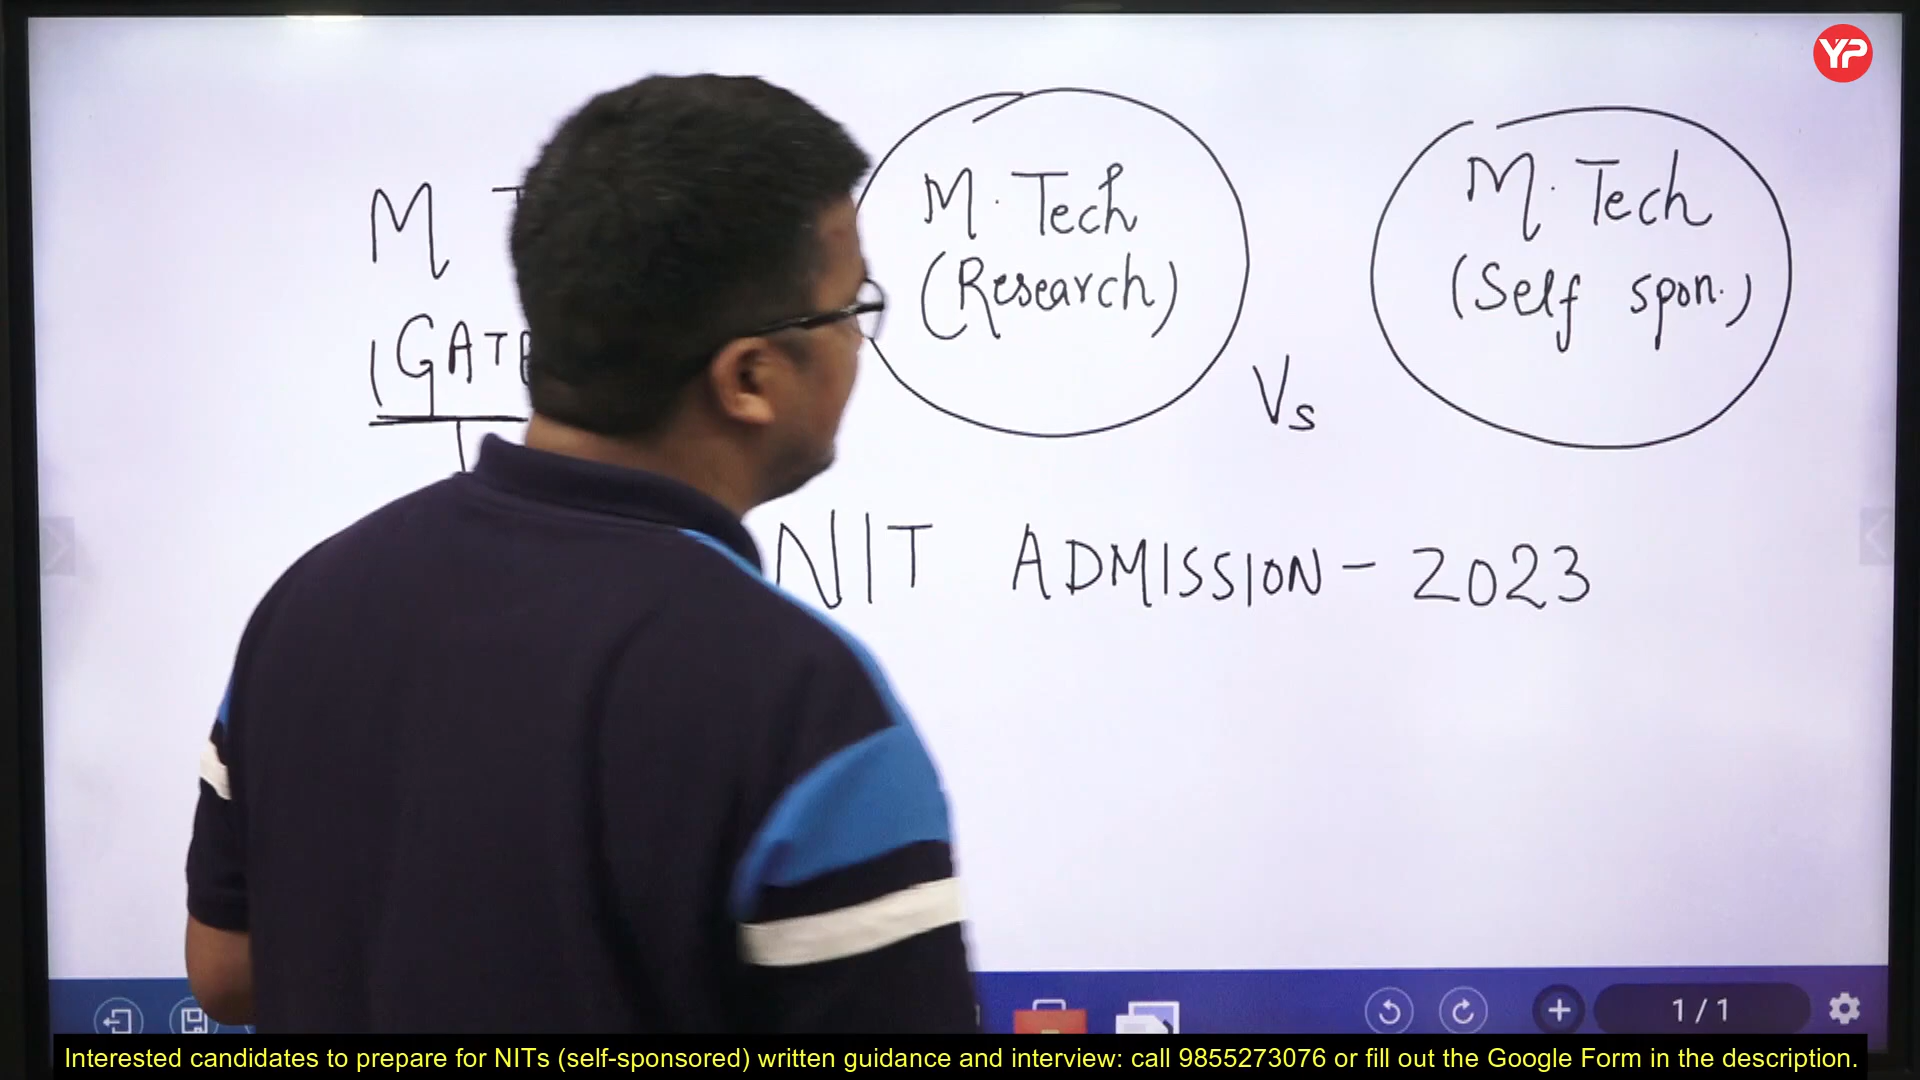 YP
M T
(GATE
M. Tech
(Research)
Vs
M. Tech
(Self spon.)
NIT ADMISSION - 2023
1 / 1
Interested candidates to prepare for NITs (self-sponsored) written guidance and interview: call 9855273076 or fill out the Google Form in the description.